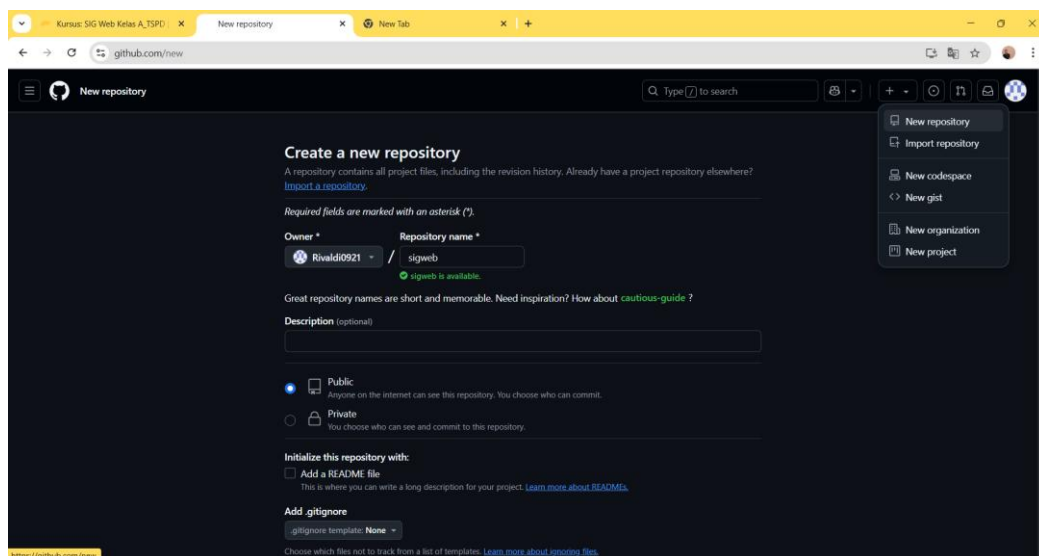 Kursus: SIG Web Kelas A_TSPD
New repository
New Tab
github.com/new
New repository
Type / to search
New repository
Import repository
New codespace
New gist
New organization
New project
Create a new repository
A repository contains all project files, including the revision history. Already have a project repository elsewhere?
Import a repository.
Required fields are marked with an asterisk (*).
Owner * Repository name *
Rivaldi0921 / sigweb
sigweb is available.
Great repository names are short and memorable. Need inspiration? How about cautious-guide ?
Description (optional)
Public
Anyone on the internet can see this repository. You choose who can commit.
Private
You choose who can see and commit to this repository.
Initialize this repository with:
Add a README file
This is where you can write a long description for your project. Learn more about READMEs.
Add .gitignore
.gitignore template: None
Choose which files not to track from a list of templates. Learn more about ignoring files.
https://github.com/new